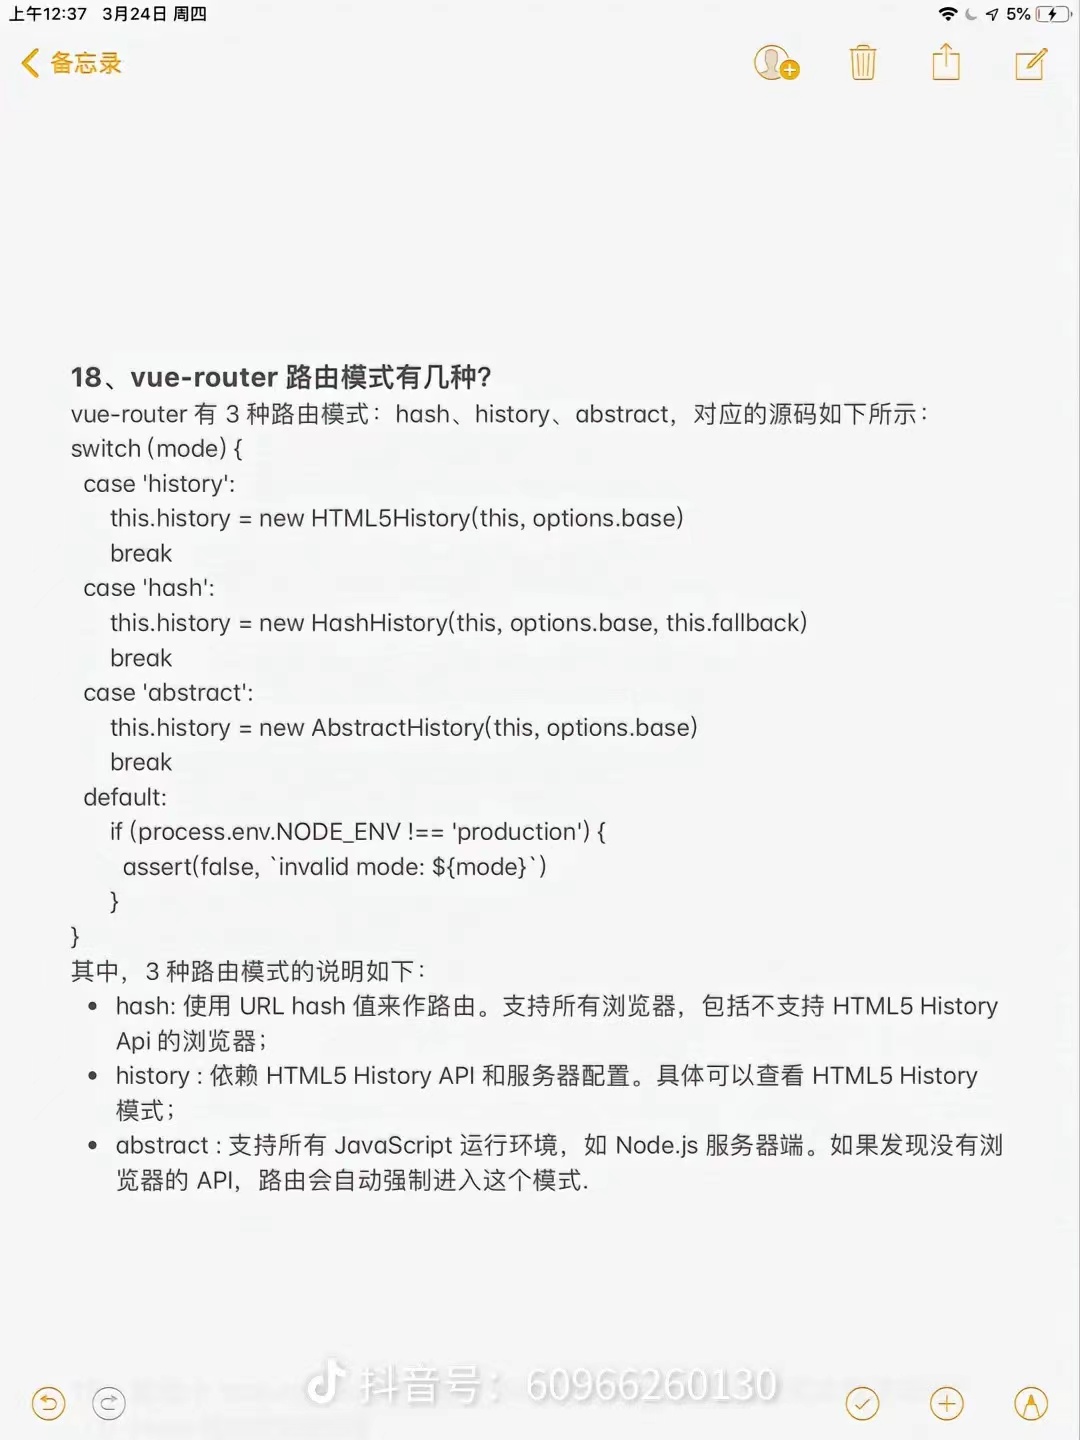 上午12:37 3月24日 周四
5%
备忘录
18、vue-router 路由模式有几种?
vue-router 有 3 种路由模式：hash、history、abstract，对应的源码如下所示：
switch (mode) {
case 'history':
this.history = new HTML5History(this, options.base)
break
case 'hash':
this.history = new HashHistory(this, options.base, this.fallback)
break
case 'abstract':
this.history = new AbstractHistory(this, options.base)
break
default:
if (process.env.NODE_ENV !== 'production') {
assert(false, `invalid mode: ${mode}`)
}
}
其中，3 种路由模式的说明如下：
• hash: 使用 URL hash 值来作路由。支持所有浏览器，包括不支持 HTML5 History
Api 的浏览器；
• history : 依赖 HTML5 History API 和服务器配置。具体可以查看 HTML5 History
模式；
• abstract : 支持所有 JavaScript 运行环境，如 Node.js 服务器端。如果发现没有浏
览器的 API，路由会自动强制进入这个模式.
抖音号：60966260130